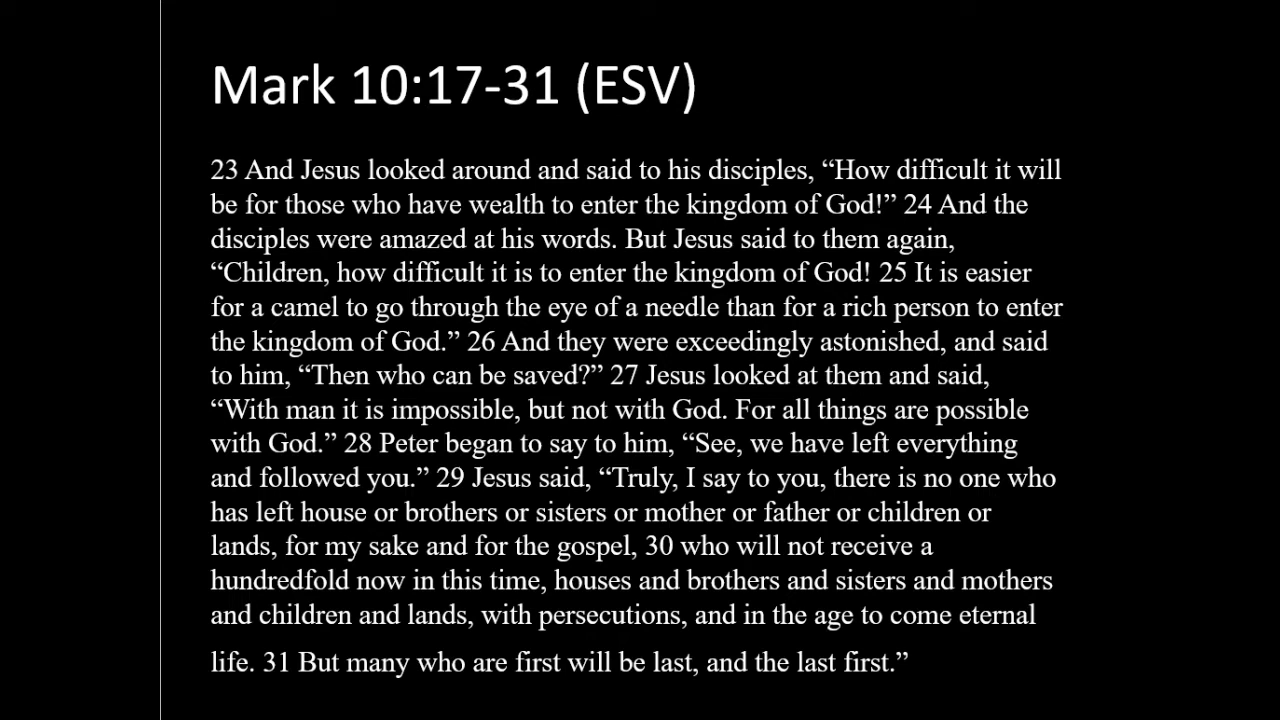 Mark 10:17-31 (ESV)
23 And Jesus looked around and said to his disciples, “How difficult it will
be for those who have wealth to enter the kingdom of God!” 24 And the
disciples were amazed at his words. But Jesus said to them again,
“Children, how difficult it is to enter the kingdom of God! 25 It is easier
for a camel to go through the eye of a needle than for a rich person to enter
the kingdom of God.” 26 And they were exceedingly astonished, and said
to him, “Then who can be saved?” 27 Jesus looked at them and said,
“With man it is impossible, but not with God. For all things are possible
with God.” 28 Peter began to say to him, “See, we have left everything
and followed you.” 29 Jesus said, “Truly, I say to you, there is no one who
has left house or brothers or sisters or mother or father or children or
lands, for my sake and for the gospel, 30 who will not receive a
hundredfold now in this time, houses and brothers and sisters and mothers
and children and lands, with persecutions, and in the age to come eternal
life. 31 But many who are first will be last, and the last first.”